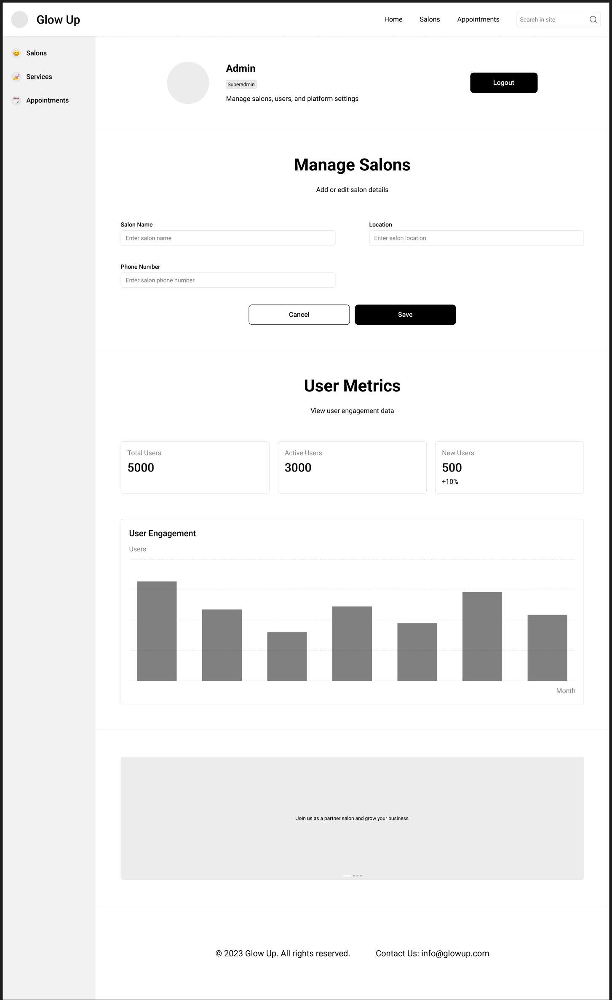 Glow Up
Home
Salons
Appointments
Search in site
Salons
Services
Appointments
Admin
Superadmin
Manage salons, users, and platform settings
Logout
Manage Salons
Add or edit salon details
Salon Name
Enter salon name
Location
Enter salon location
Phone Number
Enter salon phone number
Cancel
Save
User Metrics
View user engagement data
Total Users
5000
Active Users
3000
New Users
500
+10%
User Engagement
Users
Month
Join us as a partner salon and grow your business
© 2023 Glow Up. All rights reserved.
Contact Us: info@glowup.com